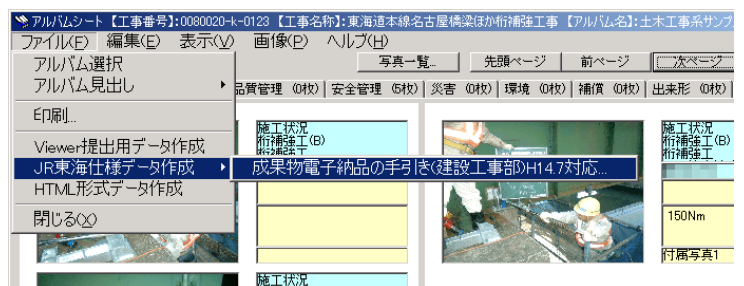 アルバムシート【工事番号】:0080020-k-0123 【工事名称】:東海道本線名古屋橋梁ほか桁補強工事 【アルバム名】:土木工事系サンプ
ファイル(F) 編集(E) 表示(V) 画像(P) ヘルプ(H)
アルバム選択
アルバム見出し
印刷...
Viewer提出用データ作成
JR東海仕様データ作成
成果物電子納品の手引き(建設工事部)H14.7対応...
HTML形式データ作成
閉じる(X)
写真一覧... 先頭ページ 前ページ 次ページ
品質管理 (0枚) 安全管理 (5枚) 災害 (0枚) 環境 (0枚) 補償 (0枚) 出来形 (0枚)
施工状況
桁補強工(B)
桁補強工
施工状況
桁補強工(B)
桁補強工
150Nm
付属写真1
施工状況